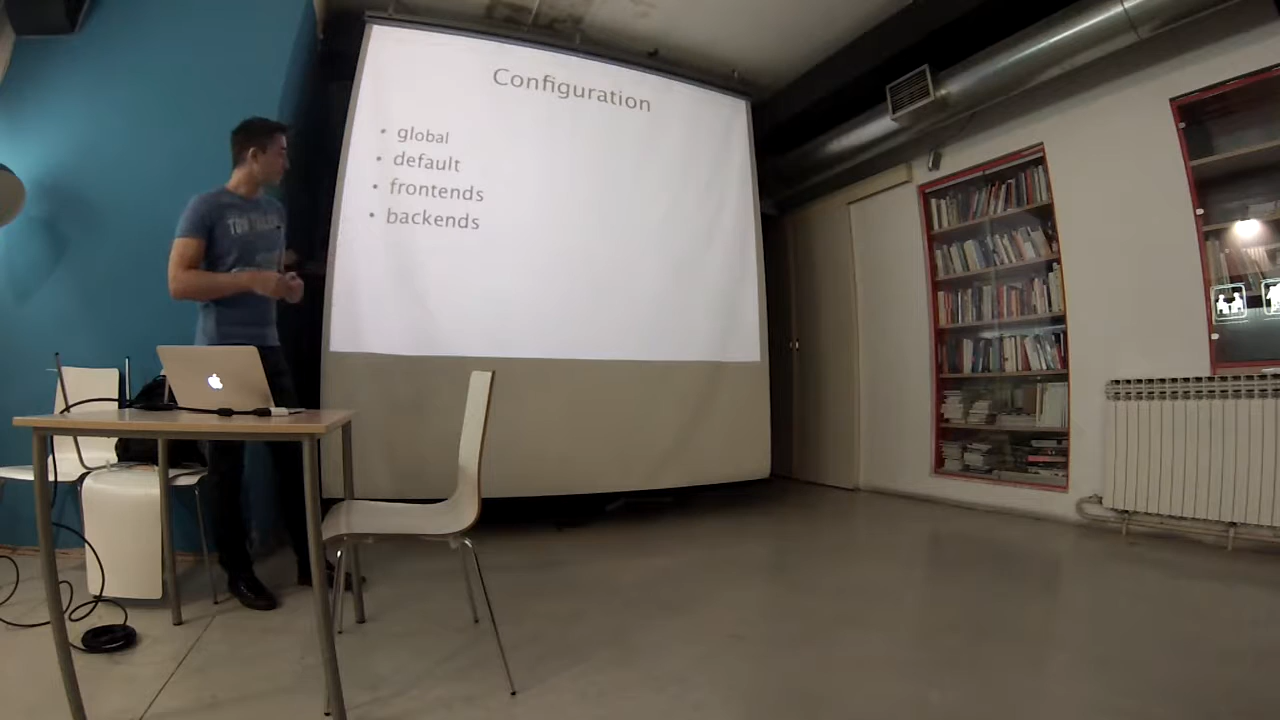 Configuration
• global
• default
• frontends
• backends